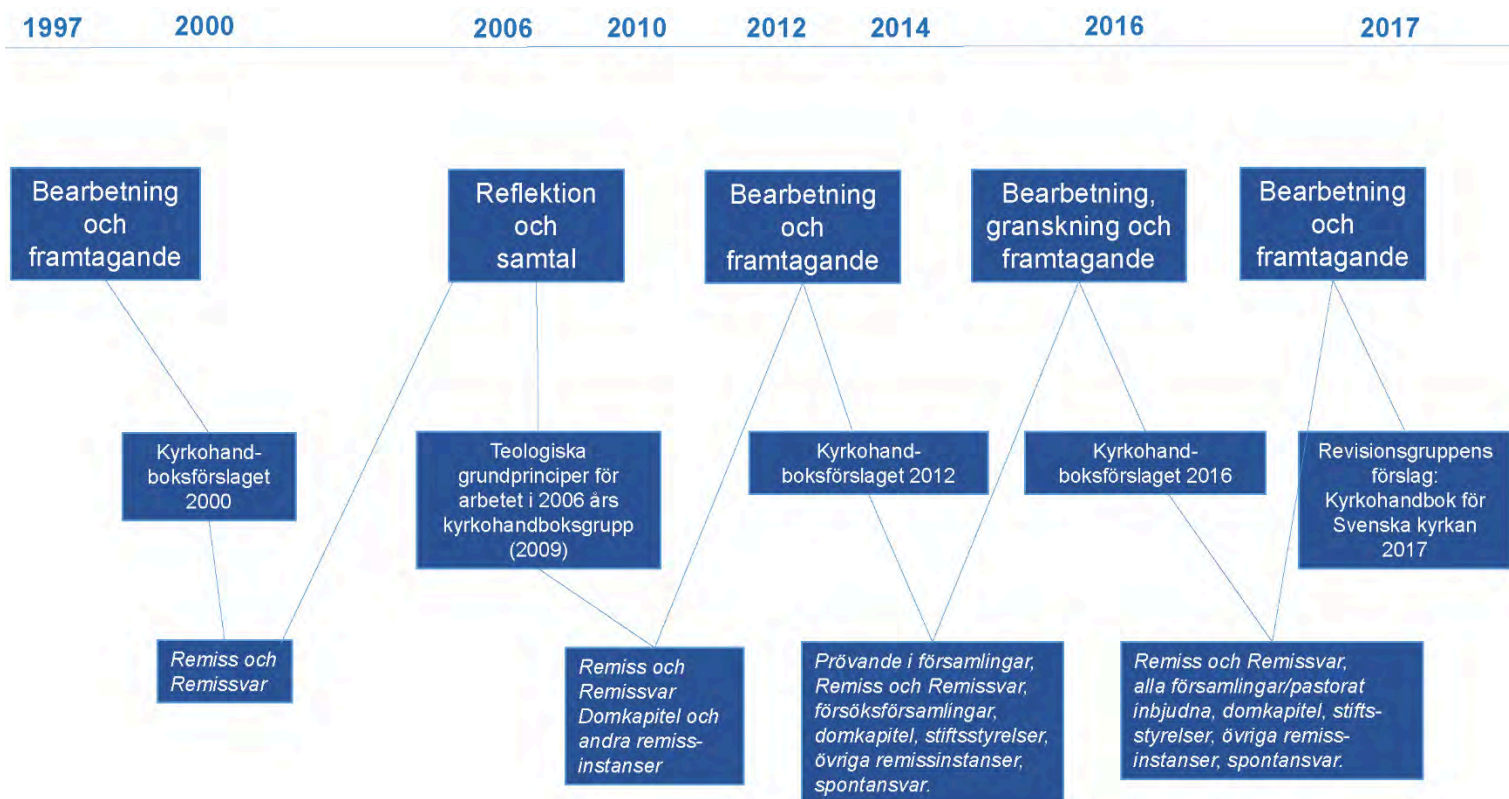 1997 2000 2006 2010 2012 2014 2016 2017
Bearbetning
och
framtagande
Reflektion
och
samtal
Bearbetning
och
framtagande
Bearbetning,
granskning och
framtagande
Bearbetning
och
framtagande
Kyrkohand-
boksförslaget
2000
Teologiska
grundprinciper för
arbetet i 2006 års
kyrkohandboksgrupp
(2009)
Kyrkohand-
boksförslaget 2012
Kyrkohand-
boksförslaget 2016
Revisionsgruppens
förslag:
Kyrkohandbok för
Svenska kyrkan
2017
Remiss och
Remissvar
Remiss och
Remissvar
Domkapitel och
andra remiss-
instanser
Prövande i församlingar,
Remiss och Remissvar,
försöksförsamlingar,
domkapitel, stiftsstyrelser,
övriga remissinstanser,
spontansvar.
Remiss och Remissvar,
alla församlingar/pastorat
inbjudna, domkapitel, stifts-
styrelser, övriga remiss-
instanser, spontansvar.